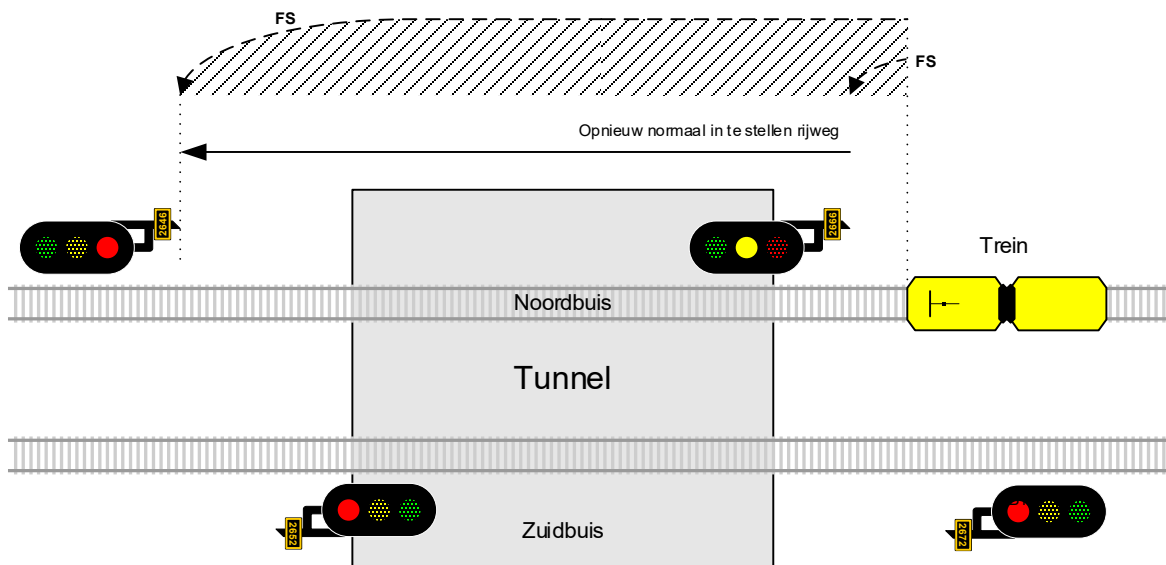 FS
FS
Opnieuw normaal in te stellen rijweg
2646
2666
Trein
Noordbuis
Tunnel
2652
Zuidbuis
2672